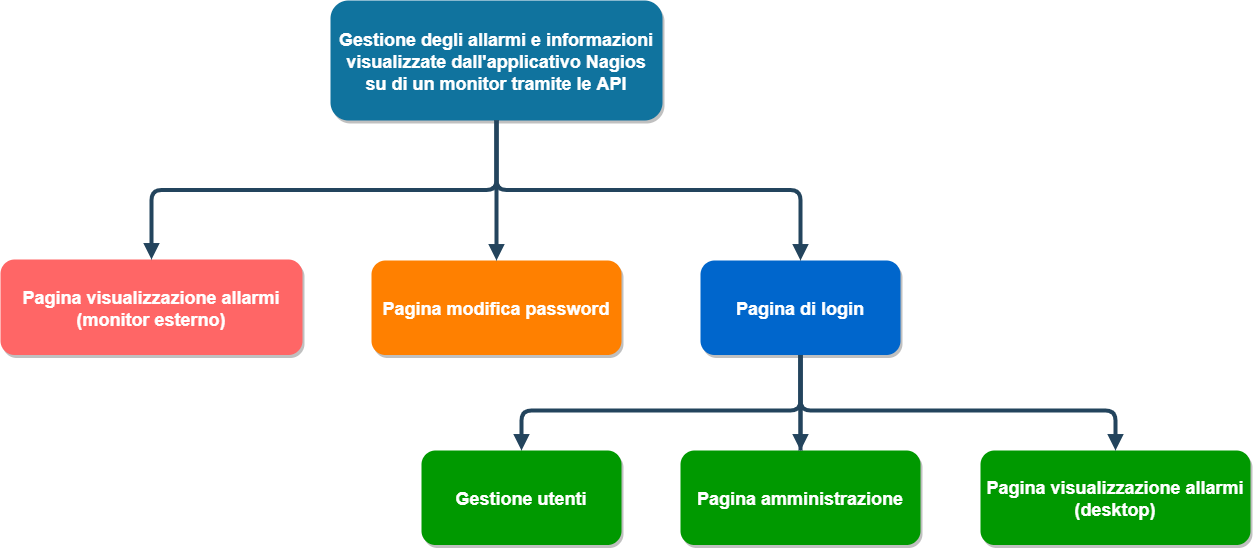 Gestione degli allarmi e informazioni
visualizzate dall'applicativo Nagios
su di un monitor tramite le API
Pagina visualizzazione allarmi
(monitor esterno)
Pagina modifica password
Pagina di login
Gestione utenti
Pagina amministrazione
Pagina visualizzazione allarmi
(desktop)